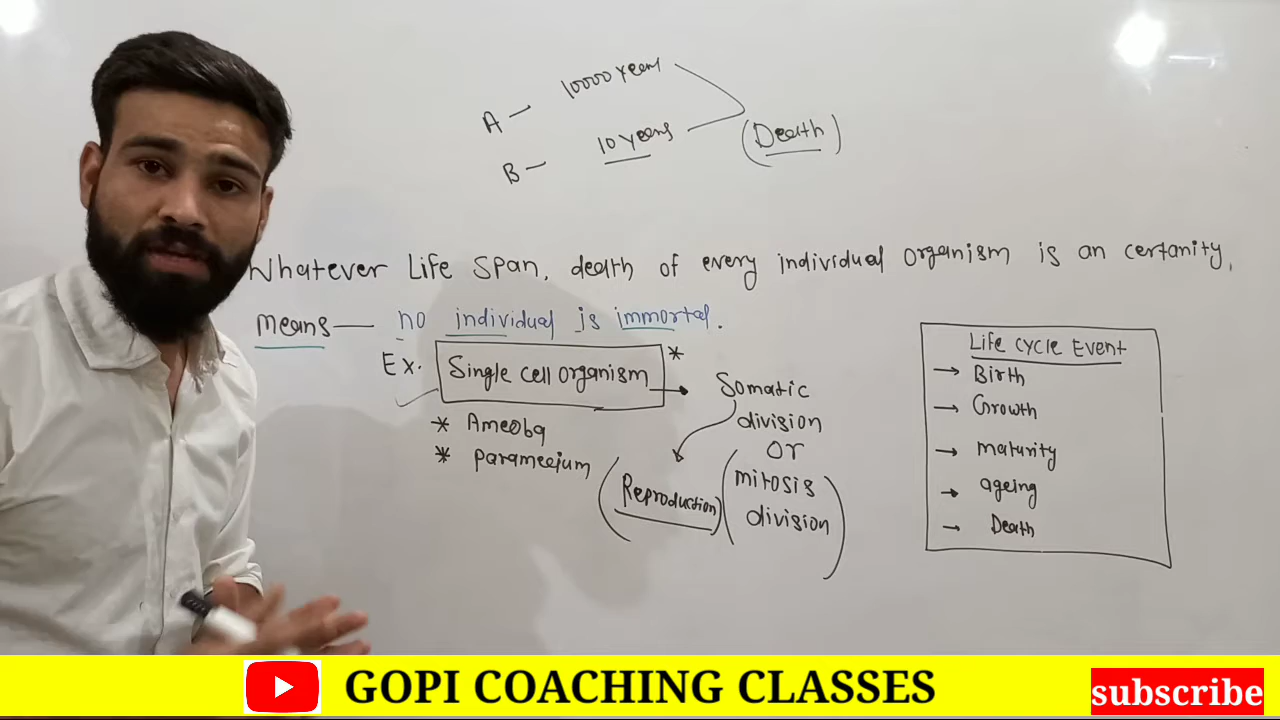 A — 10000 Years
B — 10 Years
(Death)
Whatever Life Span, death of every individual organism is an certanity,
means — no individual is immortal.
Ex. Single cell organism *
* Ameoba
* parameeium
Somatic
division
or
(mitosis
division)
(Reproduction)
Life cycle Event
→ Birth
→ Growth
→ maturity
→ ageing
→ Death
GOPI COACHING CLASSES
subscribe